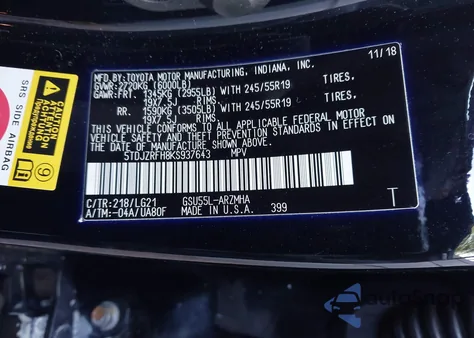 11/18
MFD. BY: TOYOTA MOTOR MANUFACTURING, INDIANA, INC.
GVWR: 2720KG (6000LB)
GAWR: FRT. 1345KG (2955LB) WITH 245/55R19 TIRES,
19X7.5J RIMS,
RR. 1590KG (3505LB) WITH 245/55R19 TIRES,
19X7.5J RIMS.
THIS VEHICLE CONFORMS TO ALL APPLICABLE FEDERAL MOTOR
VEHICLE SAFETY AND THEFT PREVENTION STANDARDS IN EFFECT ON
THE DATE OF MANUFACTURE SHOWN ABOVE.
5TDJZRFH8KS937643 MPV
C/TR: 218/LG21 GSU55L-ARZMHA
A/TM: -04A/UA80F MADE IN U.S.A. 399
T
SRS SIDE AIRBAG
9